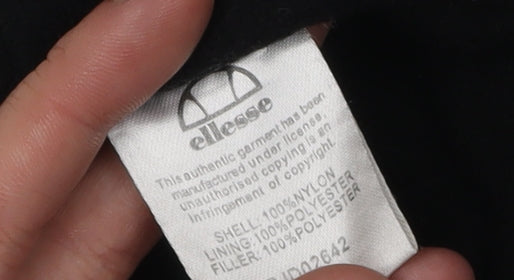 ellesse
This authentic garment has been
manufactured under license.
unauthorised copying is an
infringement of copyright.
SHELL: 100%NYLON
LINING: 100%POLYESTER
FILLER: 100%POLYESTER